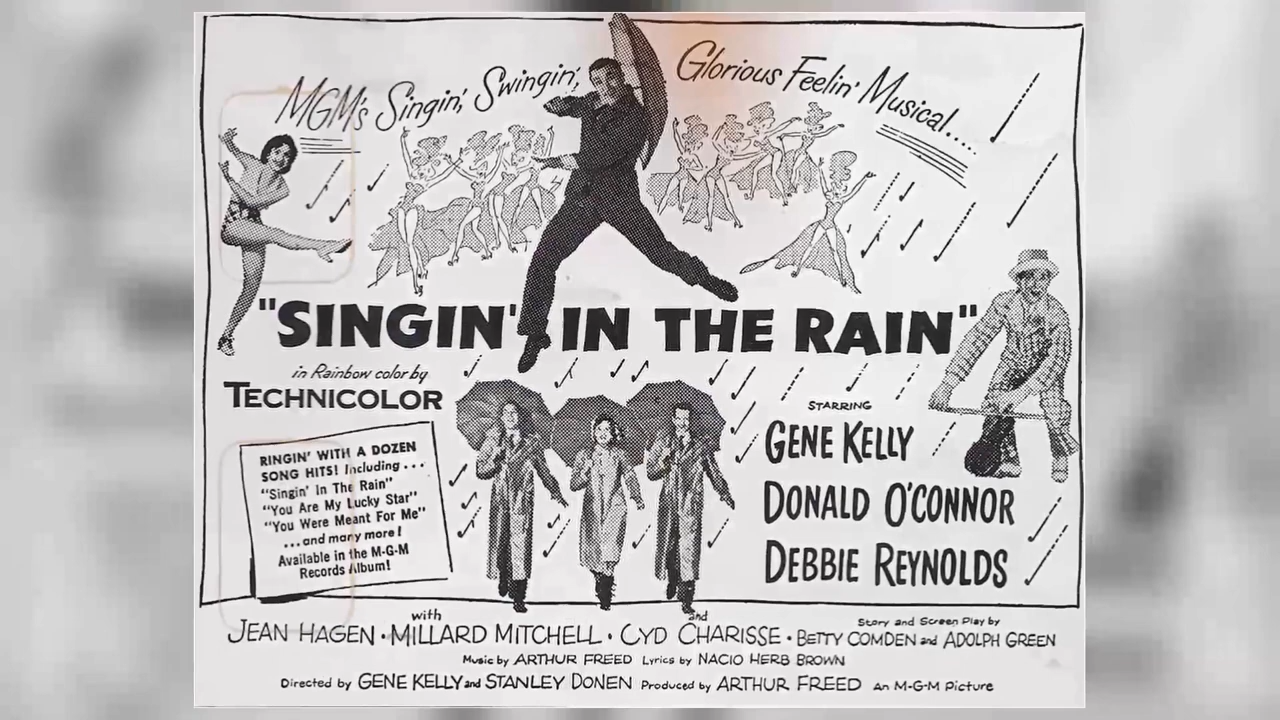 MGM's Singin', Swingin',
Glorious Feelin' Musical....
"SINGIN' IN THE RAIN"
in Rainbow color by
TECHNICOLOR
RINGIN' WITH A DOZEN
SONG HITS! Including...
"Singin' In The Rain"
"You Are My Lucky Star"
"You Were Meant For Me"
...and many more!
Available in the M-G-M
Records Album!
STARRING
GENE KELLY
DONALD O'CONNOR
DEBBIE REYNOLDS
with
JEAN HAGEN · MILLARD MITCHELL · and CYD CHARISSE · Story and Screen Play by BETTY COMDEN and ADOLPH GREEN
Music by ARTHUR FREED Lyrics by NACIO HERB BROWN
Directed by GENE KELLY and STANLEY DONEN Produced by ARTHUR FREED An M-G-M Picture